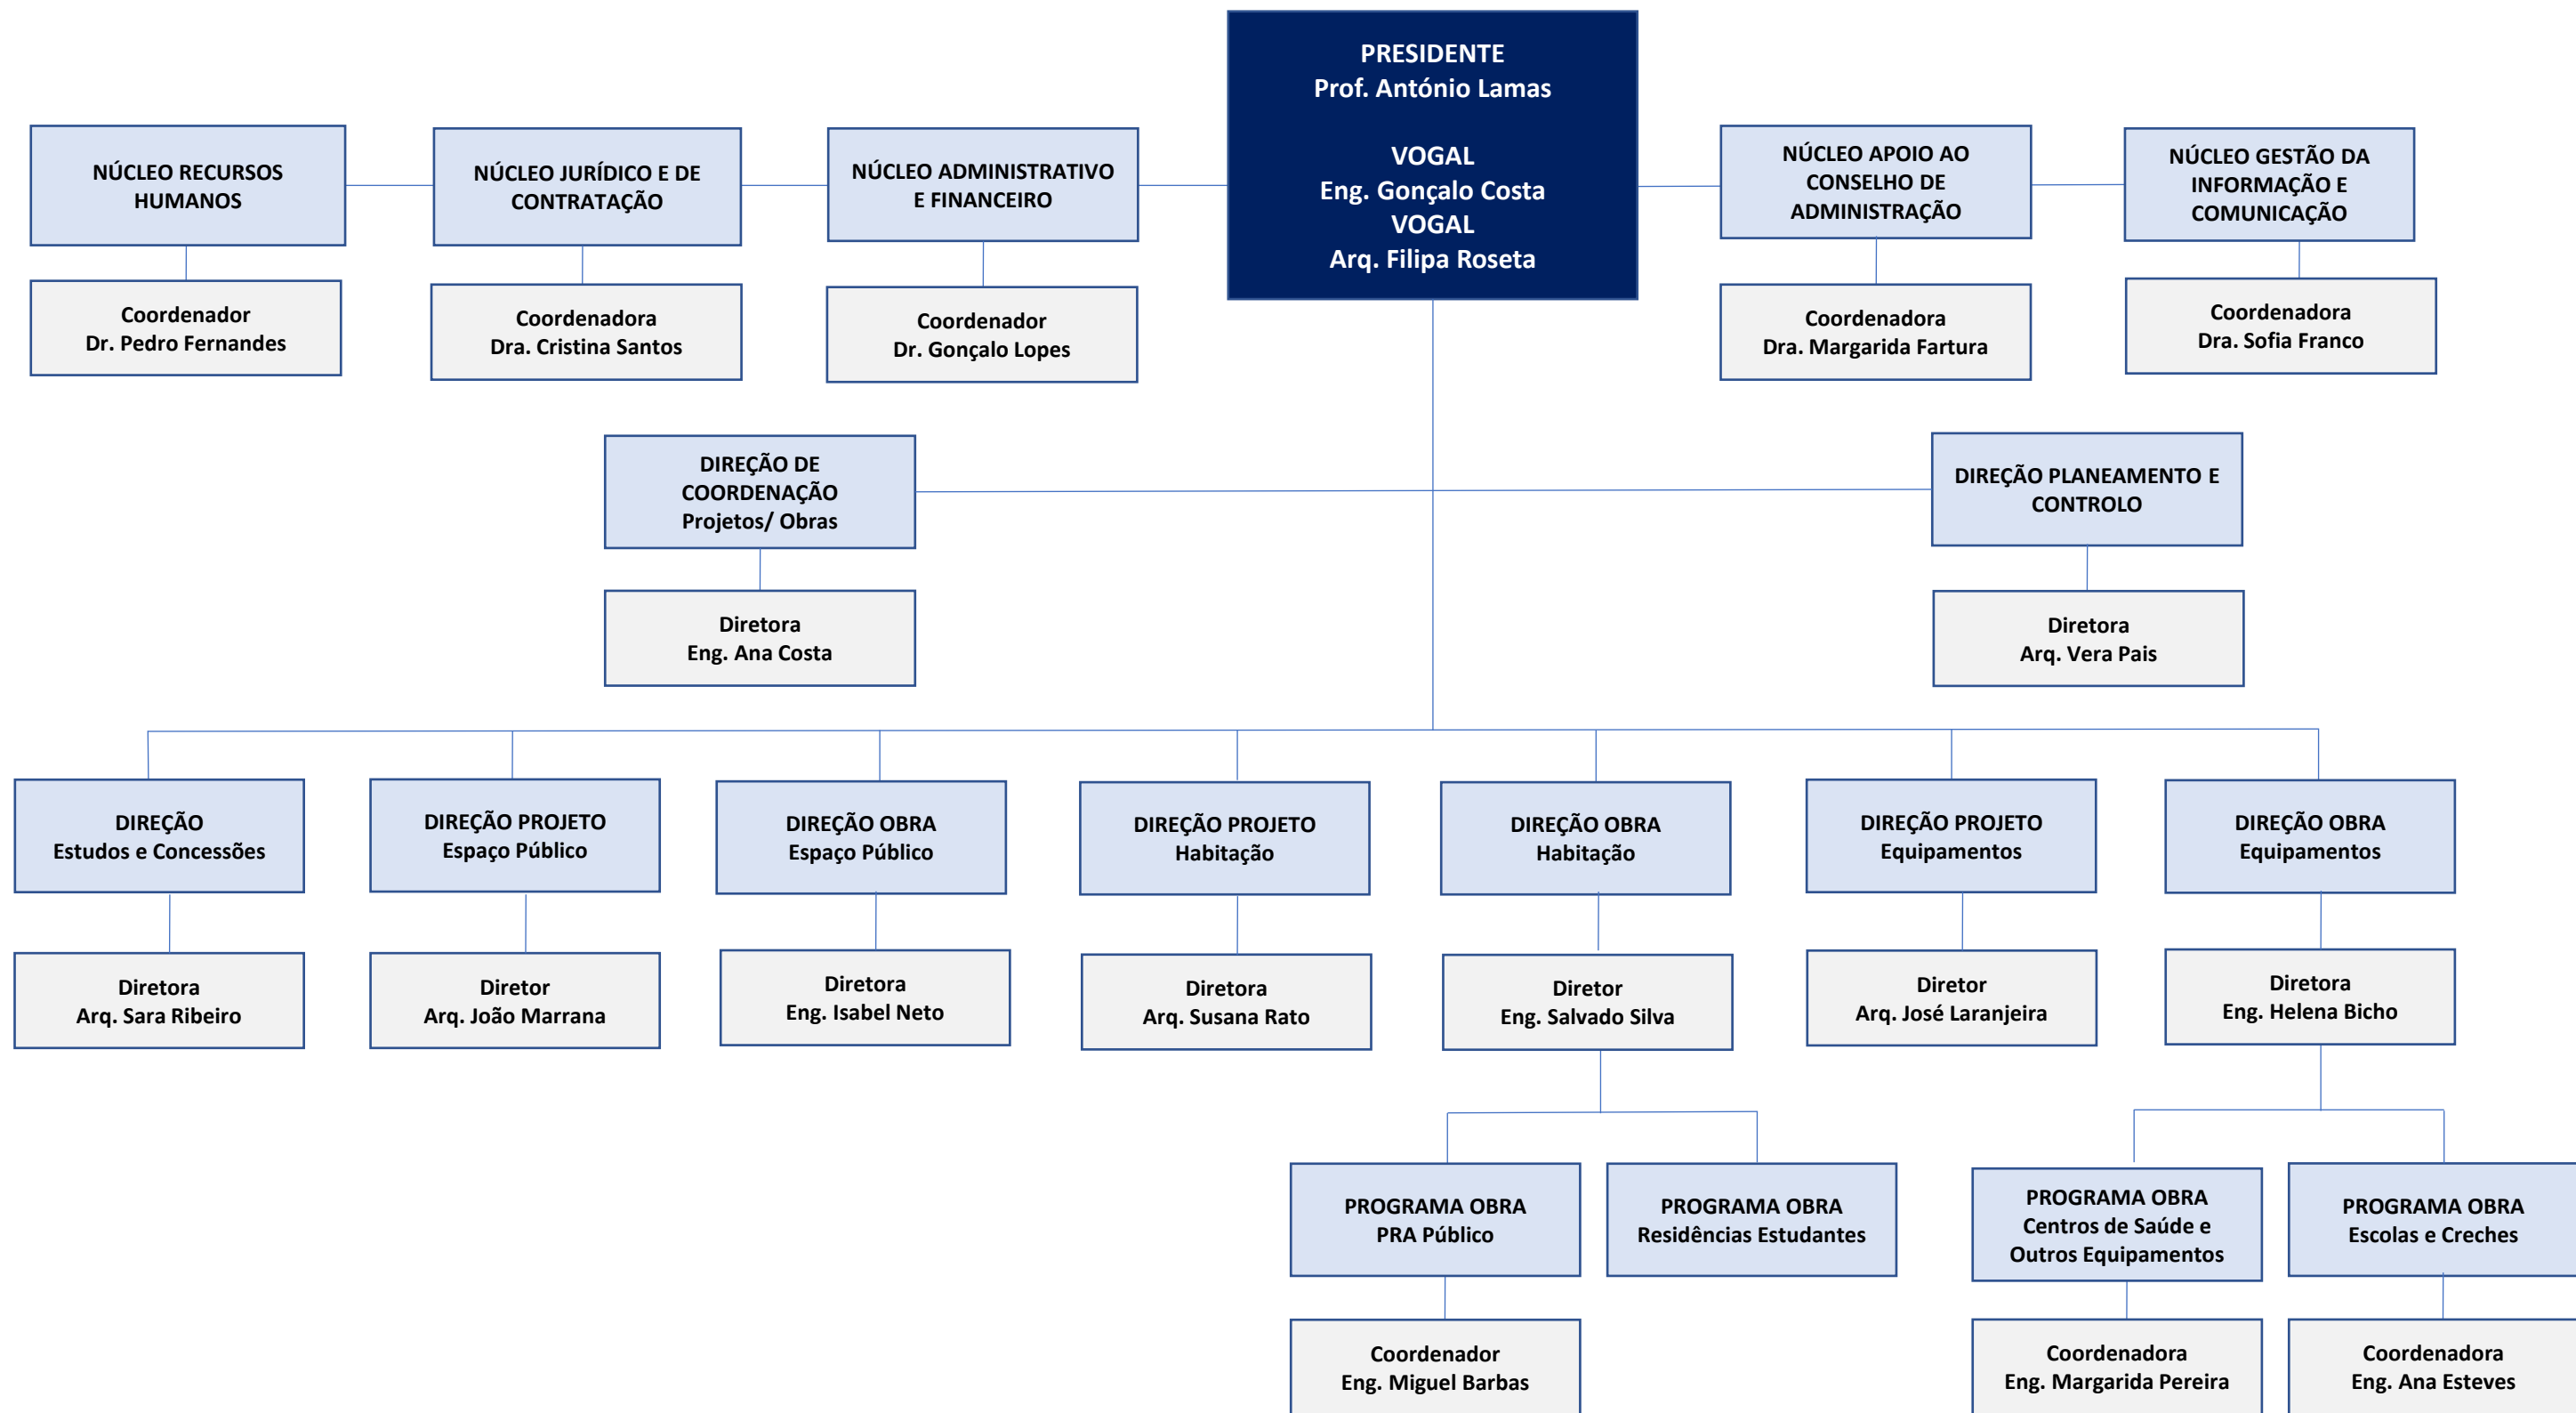 PRESIDENTE
Prof. António Lamas
VOGAL
Eng. Gonçalo Costa
VOGAL
Arq. Filipa Roseta
NÚCLEO RECURSOS
HUMANOS
Coordenador
Dr. Pedro Fernandes
NÚCLEO JURÍDICO E DE
CONTRATAÇÃO
Coordenadora
Dra. Cristina Santos
NÚCLEO ADMINISTRATIVO
E FINANCEIRO
Coordenador
Dr. Gonçalo Lopes
NÚCLEO APOIO AO
CONSELHO DE
ADMINISTRAÇÃO
Coordenadora
Dra. Margarida Fartura
NÚCLEO GESTÃO DA
INFORMAÇÃO E
COMUNICAÇÃO
Coordenadora
Dra. Sofia Franco
DIREÇÃO DE
COORDENAÇÃO
Projetos/ Obras
Diretora
Eng. Ana Costa
DIREÇÃO PLANEAMENTO E
CONTROLO
Diretora
Arq. Vera Pais
DIREÇÃO
Estudos e Concessões
Diretora
Arq. Sara Ribeiro
DIREÇÃO PROJETO
Espaço Público
Diretor
Arq. João Marrana
DIREÇÃO OBRA
Espaço Público
Diretora
Eng. Isabel Neto
DIREÇÃO PROJETO
Habitação
Diretora
Arq. Susana Rato
DIREÇÃO OBRA
Habitação
Diretor
Eng. Salvado Silva
DIREÇÃO PROJETO
Equipamentos
Diretor
Arq. José Laranjeira
DIREÇÃO OBRA
Equipamentos
Diretora
Eng. Helena Bicho
PROGRAMA OBRA
PRA Público
Coordenador
Eng. Miguel Barbas
PROGRAMA OBRA
Residências Estudantes
PROGRAMA OBRA
Centros de Saúde e
Outros Equipamentos
Coordenadora
Eng. Margarida Pereira
PROGRAMA OBRA
Escolas e Creches
Coordenadora
Eng. Ana Esteves